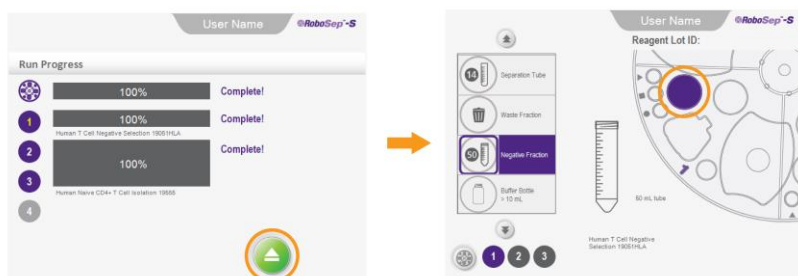 User Name
RoboSep®-S
Run Progress
100%
Complete!
1
100%
Complete!
Human T Cell Negative Selection 19051HLA
2
100%
Complete!
3
Human Naive CD4+ T Cell Isolation 19555
4
User Name
RoboSep®-S
Reagent Lot ID:
14
Separation Tube
Waste Fraction
50
Negative Fraction
Buffer Bottle
> 10 mL
50 mL tube
1
Human T Cell Negative
Selection 19051HLA
1
2
3